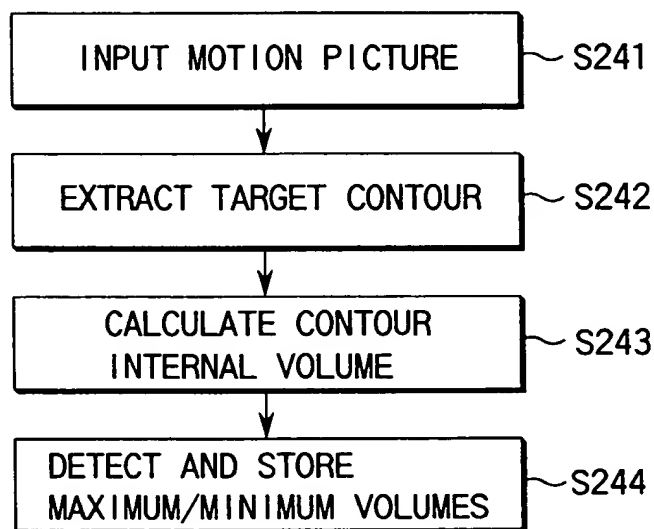 INPUT MOTION PICTURE
S241
EXTRACT TARGET CONTOUR
S242
CALCULATE CONTOUR
INTERNAL VOLUME
S243
DETECT AND STORE
MAXIMUM/MINIMUM VOLUMES
S244